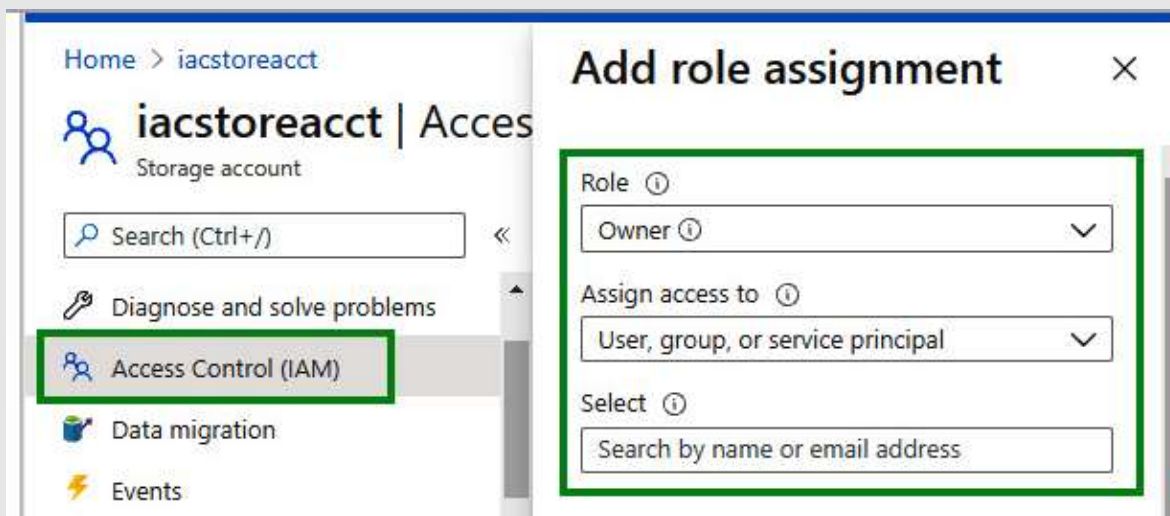 Home > iacstoreacct
iacstoreacct | Acces
Storage account
Search (Ctrl+/)
«
Diagnose and solve problems
Access Control (IAM)
Data migration
Events
Add role assignment
Role
Owner
Assign access to
User, group, or service principal
Select
Search by name or email address